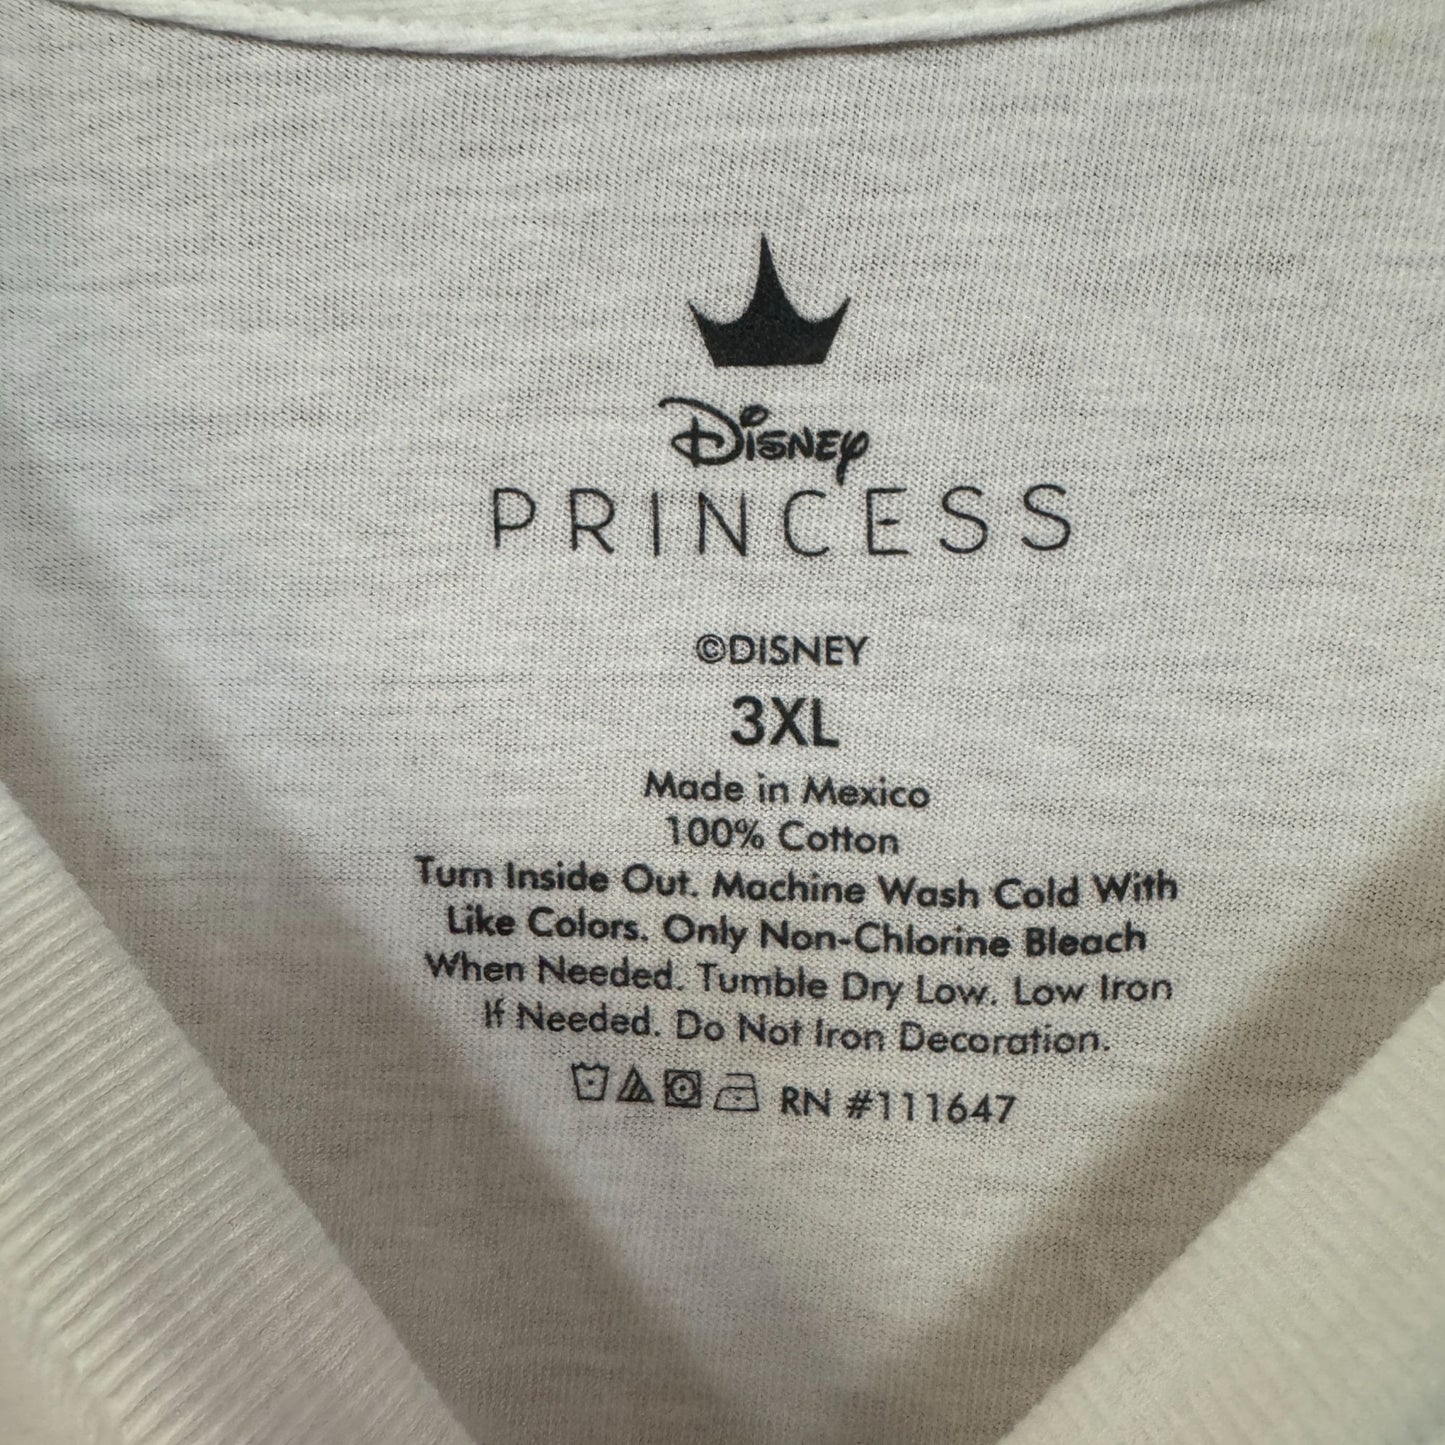 Disney
PRINCESS
©DISNEY
3XL
Made in Mexico
100% Cotton
Turn Inside Out. Machine Wash Cold With
Like Colors. Only Non-Chlorine Bleach
When Needed. Tumble Dry Low. Low Iron
If Needed. Do Not Iron Decoration.
RN #111647